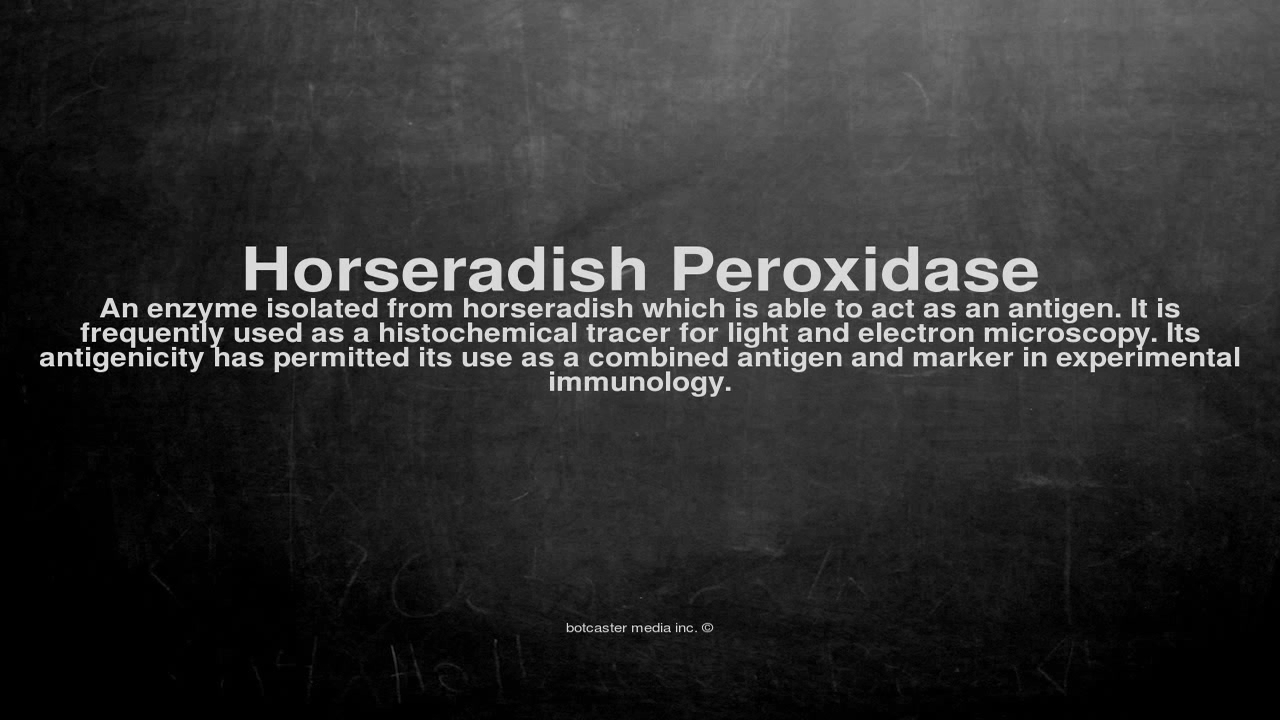 Horseradish Peroxidase
An enzyme isolated from horseradish which is able to act as an antigen. It is
frequently used as a histochemical tracer for light and electron microscopy. Its
antigenicity has permitted its use as a combined antigen and marker in experimental
immunology.
botcaster media inc. ©